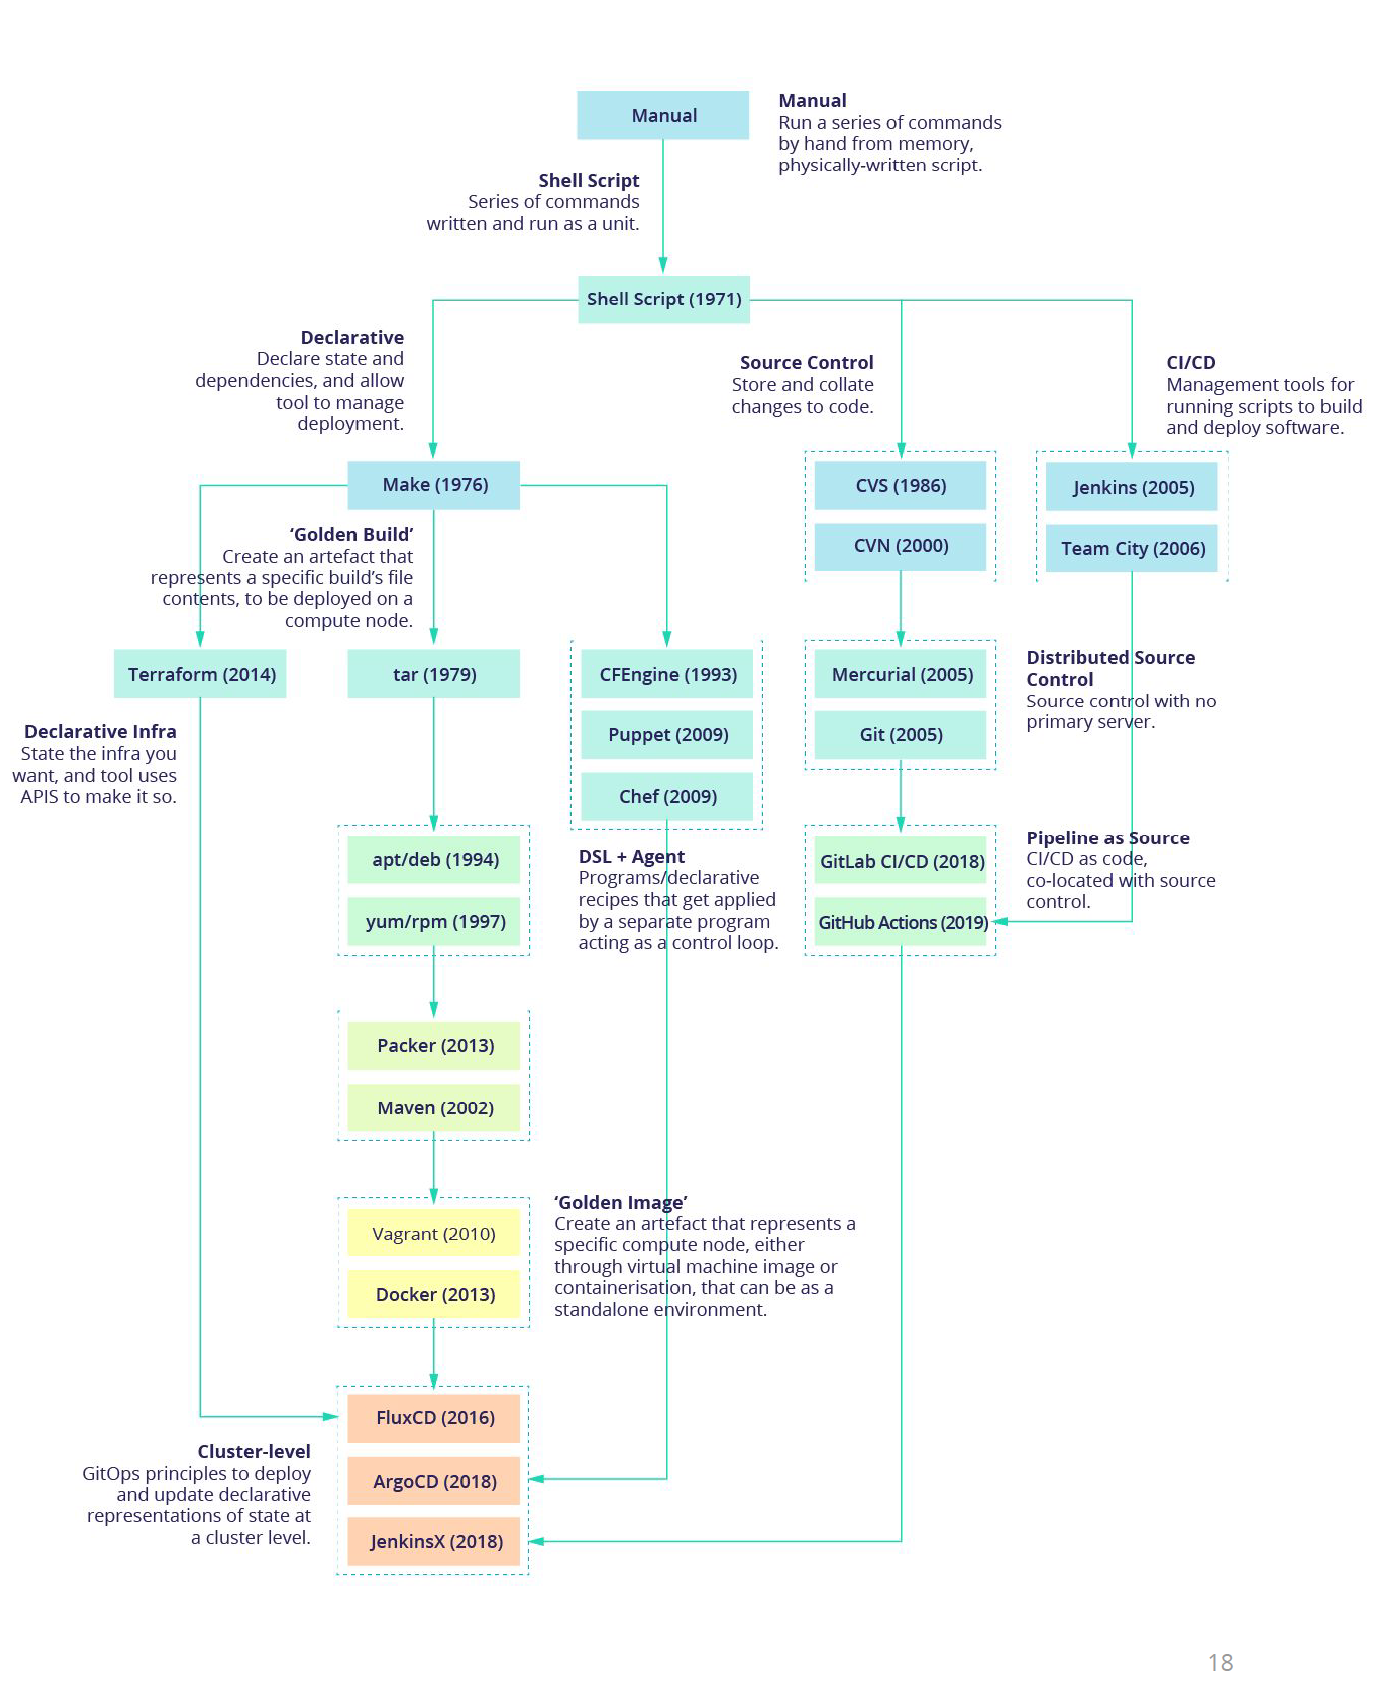 Manual
Manual
Run a series of commands
by hand from memory,
physically-written script.
Shell Script
Series of commands
written and run as a unit.
Shell Script (1971)
Declarative
Declare state and
dependencies, and allow
tool to manage
deployment.
Source Control
Store and collate
changes to code.
CI/CD
Management tools for
running scripts to build
and deploy software.
Make (1976)
CVS (1986)
CVN (2000)
Jenkins (2005)
Team City (2006)
‘Golden Build’
Create an artefact that
represents a specific build’s file
contents, to be deployed on a
compute node.
Terraform (2014)
tar (1979)
CFEngine (1993)
Puppet (2009)
Chef (2009)
Mercurial (2005)
Git (2005)
Distributed Source
Control
Source control with no
primary server.
Declarative Infra
State the infra you
want, and tool uses
APIS to make it so.
apt/deb (1994)
yum/rpm (1997)
DSL + Agent
Programs/declarative
recipes that get applied
by a separate program
acting as a control loop.
GitLab CI/CD (2018)
GitHub Actions (2019)
Pipeline as Source
CI/CD as code,
co-located with source
control.
Packer (2013)
Maven (2002)
Vagrant (2010)
Docker (2013)
‘Golden Image’
Create an artefact that represents a
specific compute node, either
through virtual machine image or
containerisation, that can be as a
standalone environment.
FluxCD (2016)
ArgoCD (2018)
JenkinsX (2018)
Cluster-level
GitOps principles to deploy
and update declarative
representations of state at
a cluster level.
18